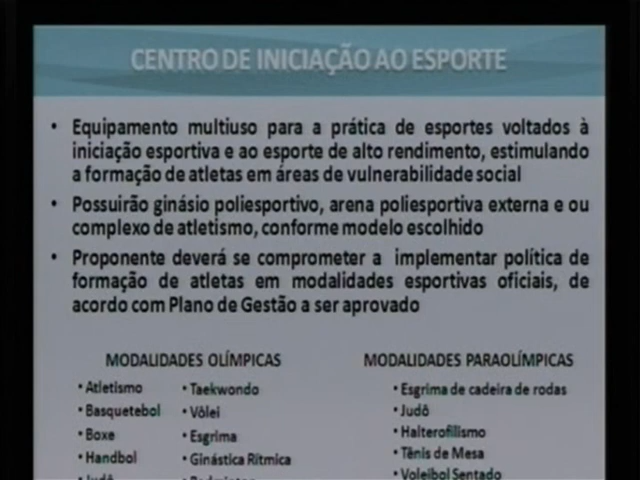 CENTRO DE INICIAÇÃO AO ESPORTE
• Equipamento multiuso para a prática de esportes voltados à
iniciação esportiva e ao esporte de alto rendimento, estimulando
a formação de atletas em áreas de vulnerabilidade social
• Possuirão ginásio poliesportivo, arena poliesportiva externa e ou
complexo de atletismo, conforme modelo escolhido
• Proponente deverá se comprometer a implementar política de
formação de atletas em modalidades esportivas oficiais, de
acordo com Plano de Gestão a ser aprovado
MODALIDADES OLÍMPICAS
• Atletismo
• Basquetebol
• Boxe
• Handbol
• Judô
• Taekwondo
• Vôlei
• Esgrima
• Ginástica Rítmica
MODALIDADES PARAOLÍMPICAS
• Esgrima de cadeira de rodas
• Judô
• Halterofilismo
• Tênis de Mesa
• Voleibol Sentado